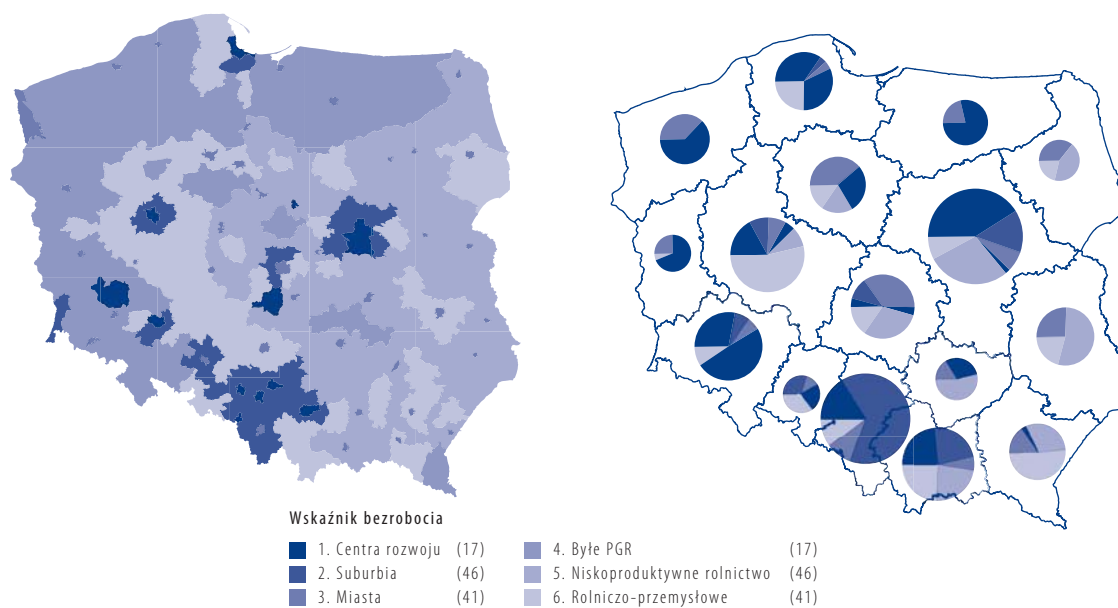 Wskaźnik bezrobocia
1. Centra rozwoju (17)
2. Suburbia (46)
3. Miasta (41)
4. Byłe PGR (17)
5. Niskoproduktywne rolnictwo (46)
6. Rolniczo-przemysłowe (41)